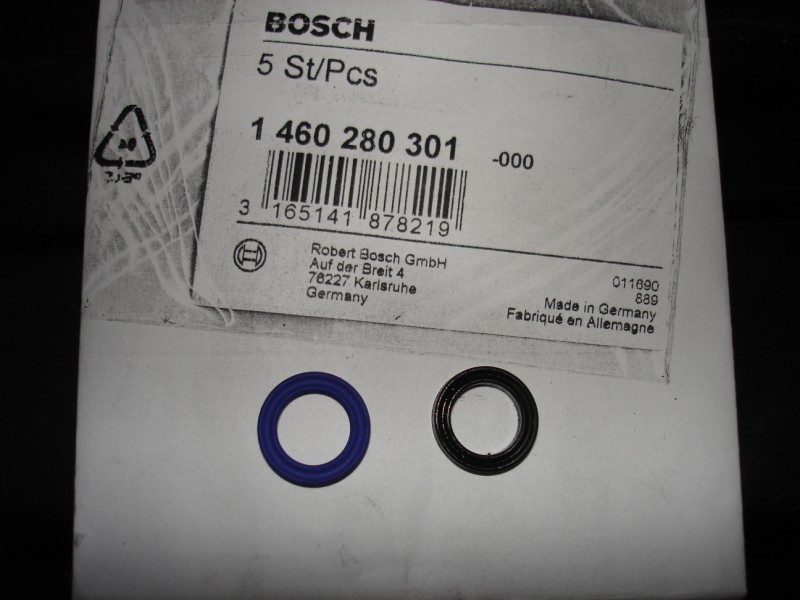 BOSCH
5 St/Pcs
1 460 280 301 -000
3 165141 878219
Robert Bosch GmbH
Auf der Breit 4
76227 Karlsruhe
Germany
011690
889
Made in Germany
Fabriqué en Allemagne